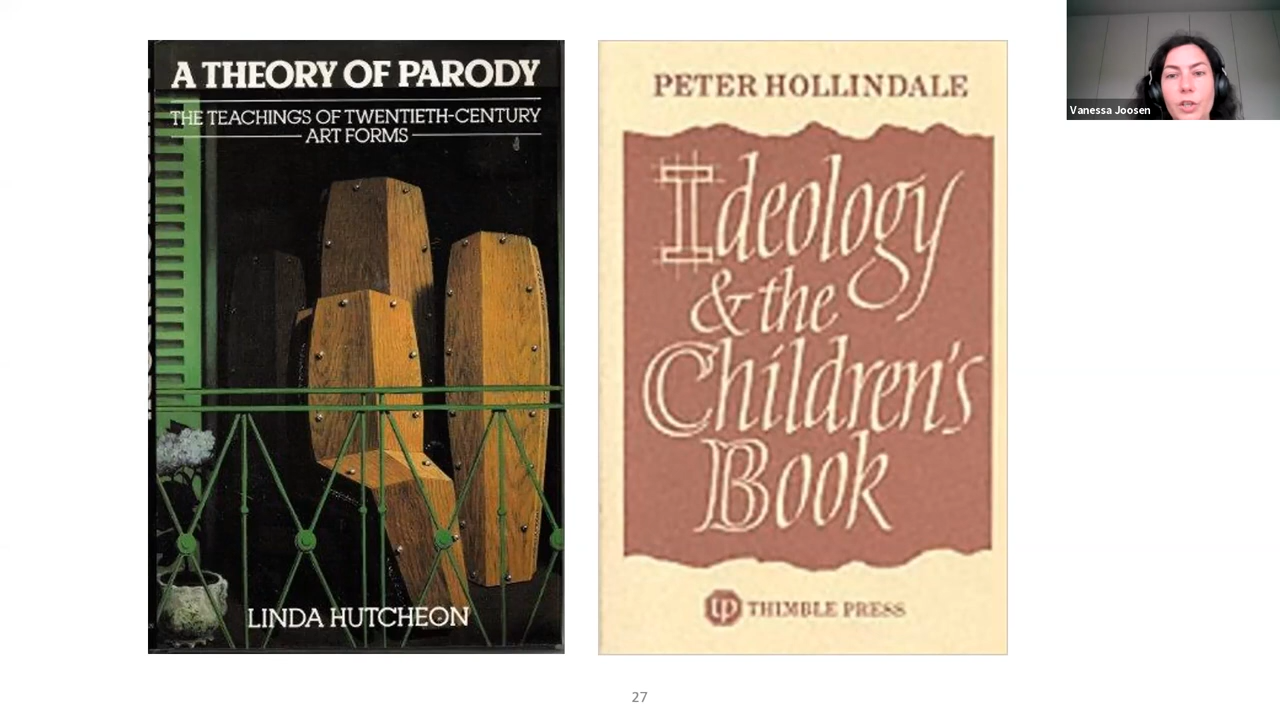 A THEORY OF PARODY
THE TEACHINGS OF TWENTIETH-CENTURY
ART FORMS
LINDA HUTCHEON
PETER HOLLINDALE
Ideology
& the
Children's
Book
THIMBLE PRESS
Vanessa Joosen
27